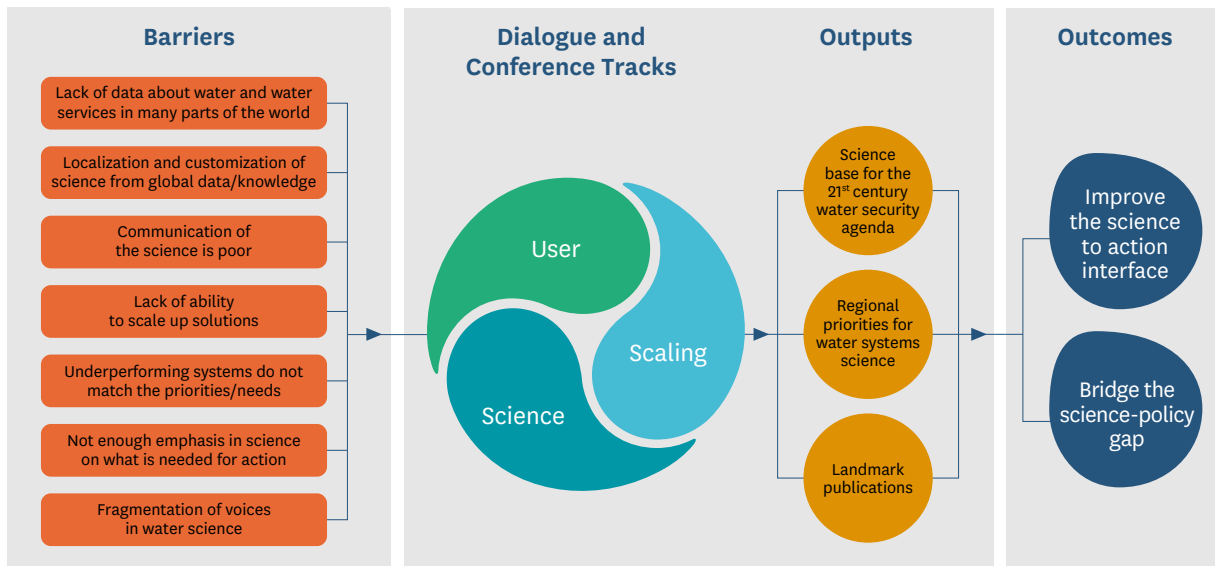 Barriers
Lack of data about water and water
services in many parts of the world
Localization and customization of
science from global data/knowledge
Communication of
the science is poor
Lack of ability
to scale up solutions
Underperforming systems do not
match the priorities/needs
Not enough emphasis in science
on what is needed for action
Fragmentation of voices
in water science
Dialogue and
Conference Tracks
User
Scaling
Science
Outputs
Science
base for the
21st century
water security
agenda
Regional
priorities for
water systems
science
Landmark
publications
Outcomes
Improve
the science
to action
interface
Bridge the
science-policy
gap